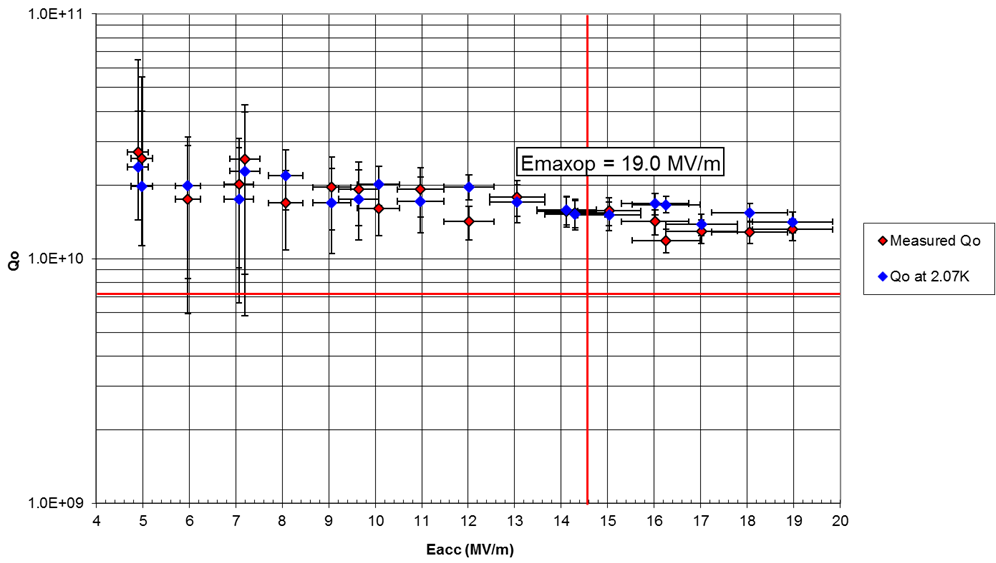 1.0E+11
Emaxop = 19.0 MV/m
Qo
1.0E+10
Measured Qo
Qo at 2.07K
1.0E+09
4 5 6 7 8 9 10 11 12 13 14 15 16 17 18 19 20
Eacc (MV/m)